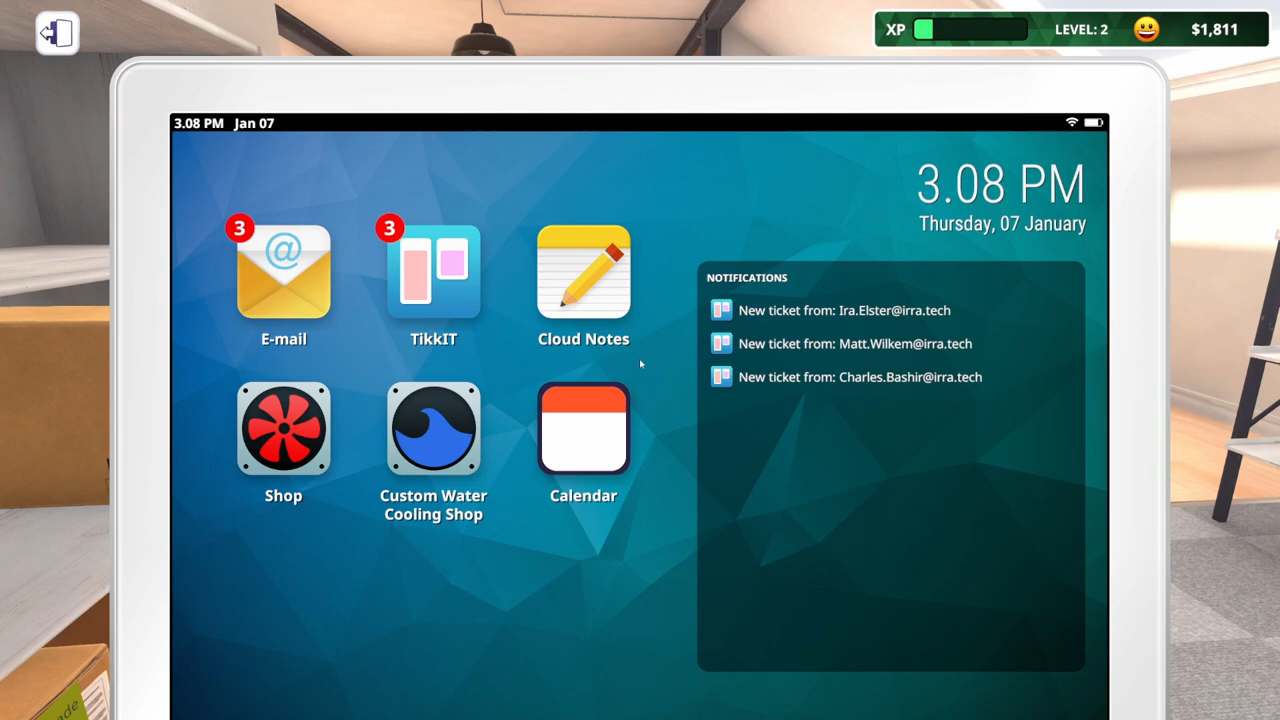 XP
LEVEL: 2
$1,811
3.08 PM Jan 07
3.08 PM
Thursday, 07 January
3
E-mail
3
TikkIT
Cloud Notes
Shop
Custom Water
Cooling Shop
Calendar
NOTIFICATIONS
New ticket from: Ira.Elster@irra.tech
New ticket from: Matt.Wilkem@irra.tech
New ticket from: Charles.Bashir@irra.tech